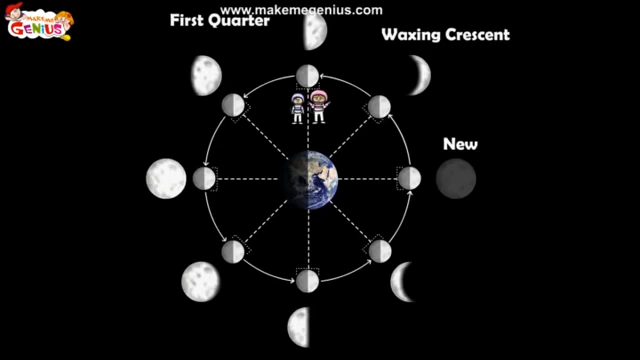 www.makemegenius.com
MAKE ME
GENiUS
First Quarter
Waxing Crescent
New